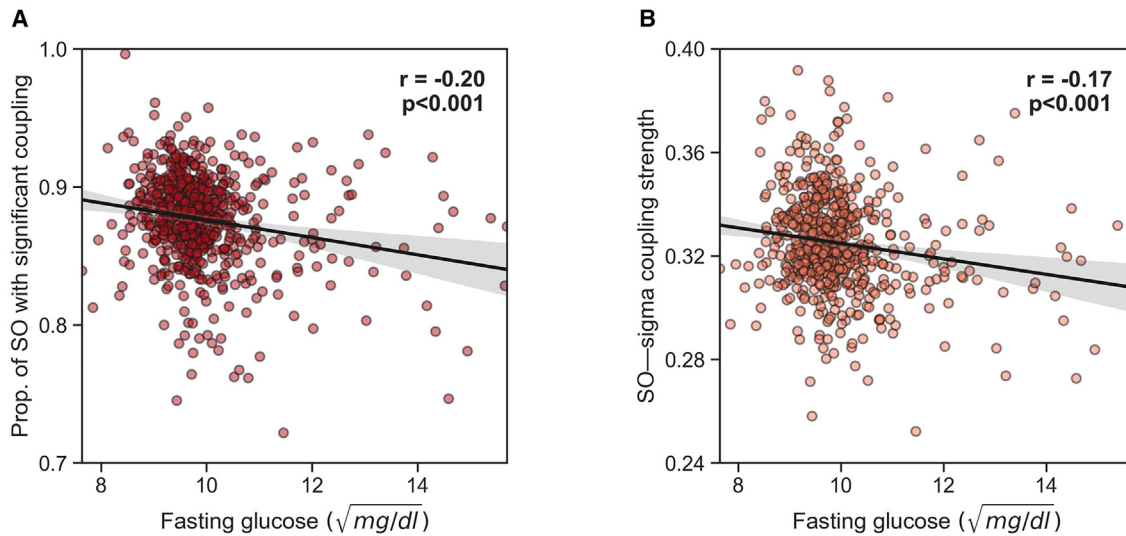 A
r = -0.20
p<0.001
1.0
0.9
0.8
0.7
Prop. of SO with significant coupling
8 10 12 14
Fasting glucose (√mg/dl)
B
r = -0.17
p<0.001
0.40
0.36
0.32
0.28
0.24
SO—sigma coupling strength
8 10 12 14
Fasting glucose (√mg/dl)